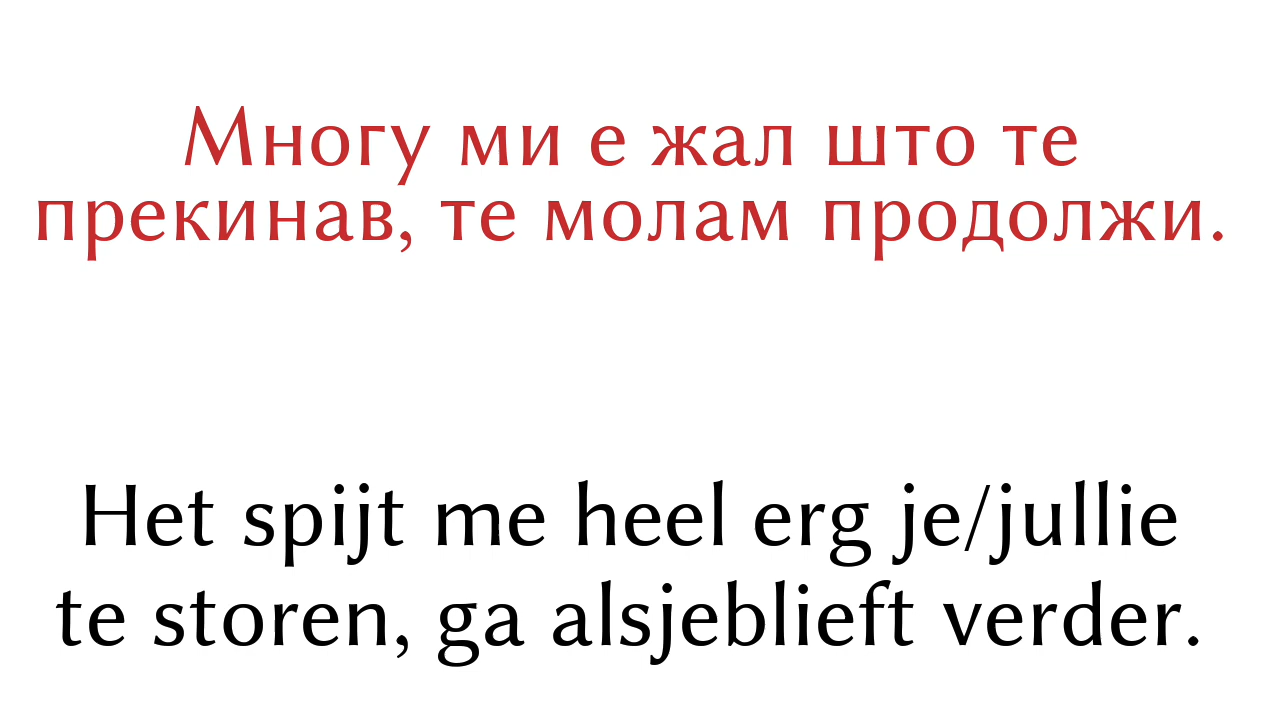 Многу ми е жал што те
прекинав, те молам продолжи.
Het spijt me heel erg je/jullie
te storen, ga alsjeblieft verder.